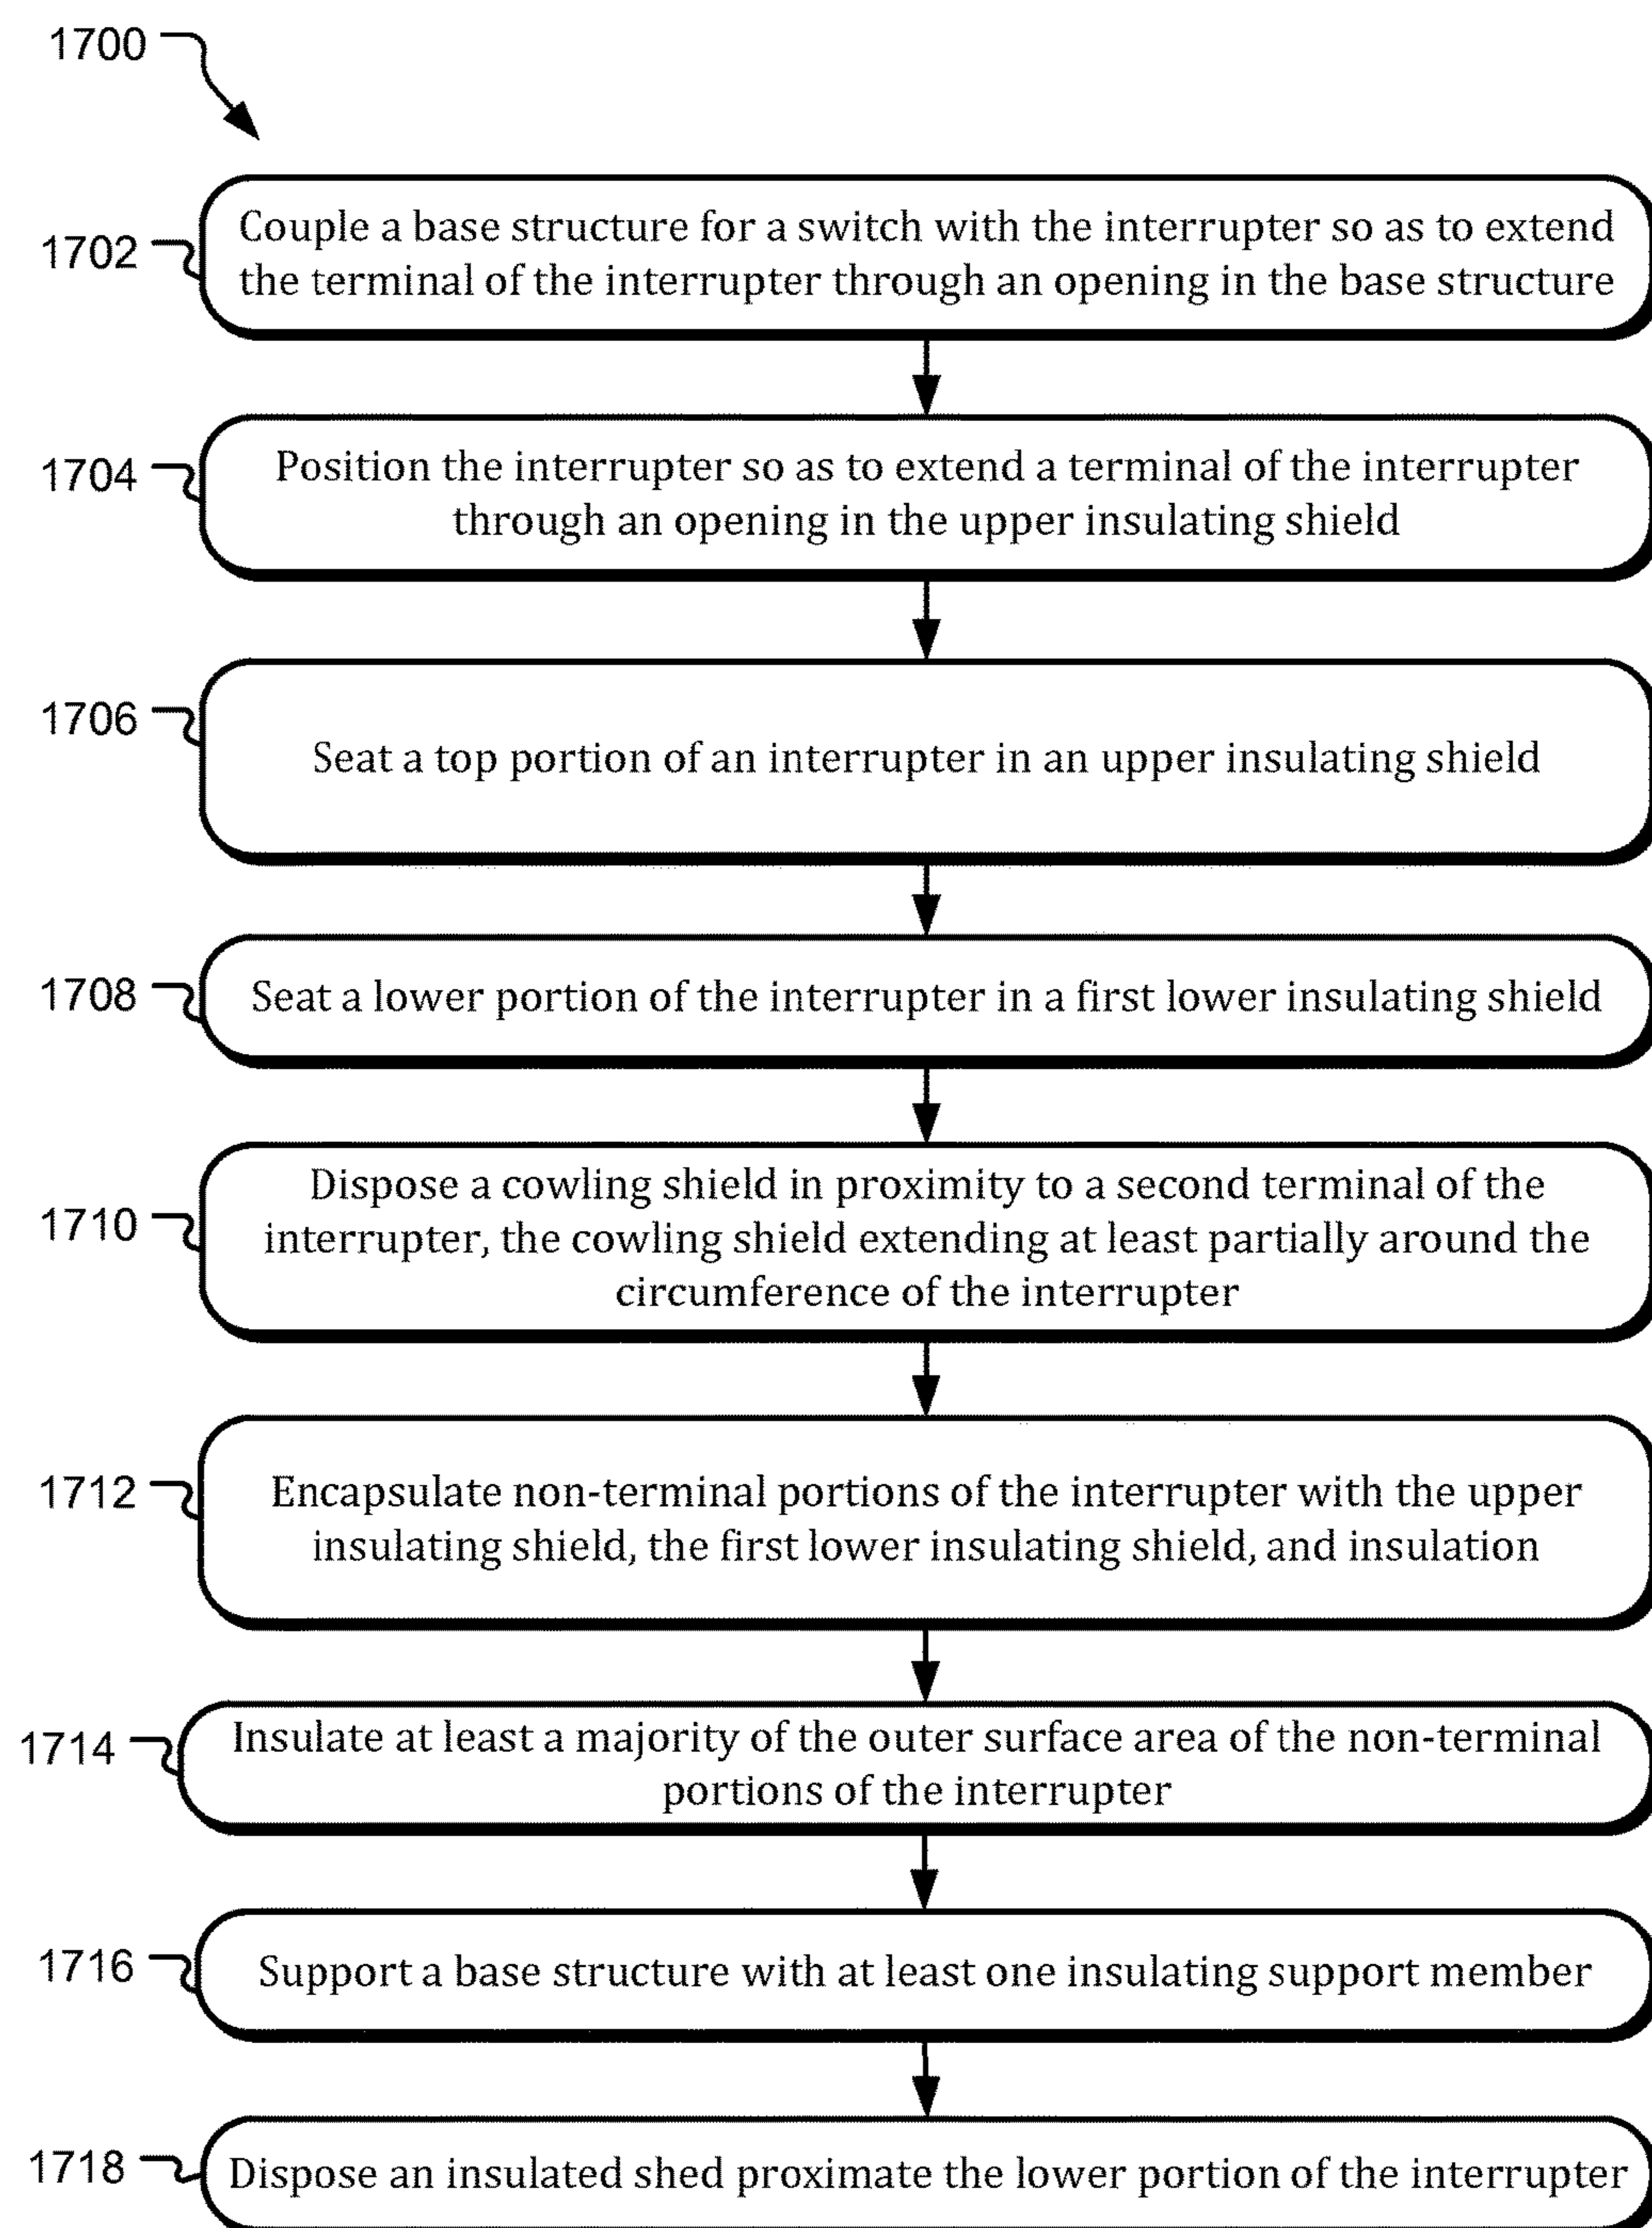 1700
1702
Couple a base structure for a switch with the interrupter so as to extend
the terminal of the interrupter through an opening in the base structure
1704
Position the interrupter so as to extend a terminal of the interrupter
through an opening in the upper insulating shield
1706
Seat a top portion of an interrupter in an upper insulating shield
1708
Seat a lower portion of the interrupter in a first lower insulating shield
1710
Dispose a cowling shield in proximity to a second terminal of the
interrupter, the cowling shield extending at least partially around the
circumference of the interrupter
1712
Encapsulate non-terminal portions of the interrupter with the upper
insulating shield, the first lower insulating shield, and insulation
1714
Insulate at least a majority of the outer surface area of the non-terminal
portions of the interrupter
1716
Support a base structure with at least one insulating support member
1718
Dispose an insulated shed proximate the lower portion of the interrupter